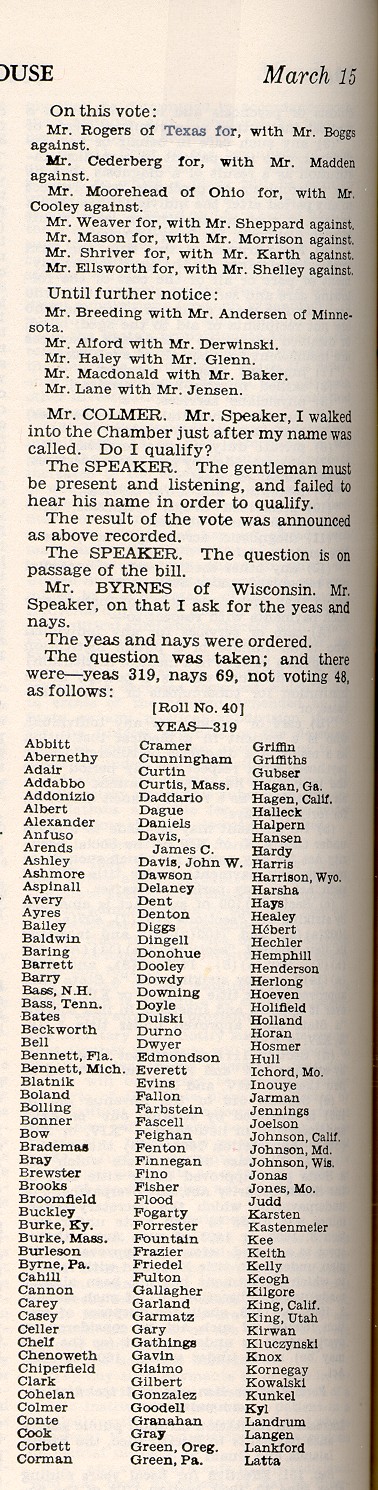 OUSE
March 15
On this vote:
Mr. Rogers of Texas for, with Mr. Boggs
against.
Mr. Cederberg for, with Mr. Madden
against.
Mr. Moorehead of Ohio for, with Mr.
Cooley against.
Mr. Weaver for, with Mr. Sheppard against.
Mr. Mason for, with Mr. Morrison against.
Mr. Shriver for, with Mr. Karth against.
Mr. Ellsworth for, with Mr. Shelley against.
Until further notice:
Mr. Breeding with Mr. Andersen of Minne-
sota.
Mr. Alford with Mr. Derwinski.
Mr. Haley with Mr. Glenn.
Mr. Macdonald with Mr. Baker.
Mr. Lane with Mr. Jensen.
Mr. COLMER. Mr. Speaker, I walked
into the Chamber just after my name was
called. Do I qualify?
The SPEAKER. The gentleman must
be present and listening, and failed to
hear his name in order to qualify.
The result of the vote was announced
as above recorded.
The SPEAKER. The question is on
passage of the bill.
Mr. BYRNES of Wisconsin. Mr.
Speaker, on that I ask for the yeas and
nays.
The yeas and nays were ordered.
The question was taken; and there
were—yeas 319, nays 69, not voting 48,
as follows:
[Roll No. 40]
YEAS—319
Abbitt
Abernethy
Adair
Addabbo
Addonizio
Albert
Alexander
Anfuso
Arends
Ashley
Ashmore
Aspinall
Avery
Ayres
Bailey
Baldwin
Baring
Barrett
Barry
Bass, N.H.
Bass, Tenn.
Bates
Beckworth
Bell
Bennett, Fla.
Bennett, Mich.
Blatnik
Boland
Bolling
Bonner
Bow
Brademas
Bray
Brewster
Brooks
Broomfield
Buckley
Burke, Ky.
Burke, Mass.
Burleson
Byrne, Pa.
Cahill
Cannon
Carey
Casey
Celler
Chelf
Chenoweth
Chiperfield
Clark
Cohelan
Colmer
Conte
Cook
Corbett
Corman
Cramer
Cunningham
Curtin
Curtis, Mass.
Daddario
Dague
Daniels
Davis,
James C.
Davis, John W.
Dawson
Delaney
Dent
Denton
Diggs
Dingell
Donohue
Dooley
Dowdy
Downing
Doyle
Dulski
Durno
Dwyer
Edmondson
Everett
Evins
Fallon
Farbstein
Fascell
Feighan
Fenton
Finnegan
Fino
Fisher
Flood
Fogarty
Forrester
Fountain
Frazier
Friedel
Fulton
Gallagher
Garland
Garmatz
Gary
Gathings
Gavin
Giaimo
Gilbert
Gonzalez
Goodell
Granahan
Gray
Green, Oreg.
Green, Pa.
Griffin
Griffiths
Gubser
Hagan, Ga.
Hagen, Calif.
Halleck
Halpern
Hansen
Hardy
Harris
Harrison, Wyo.
Harsha
Hays
Healey
Hébert
Hechler
Hemphill
Henderson
Herlong
Hoeven
Holifield
Holland
Horan
Hosmer
Hull
Ichord, Mo.
Inouye
Jarman
Jennings
Joelson
Johnson, Calif.
Johnson, Md.
Johnson, Wis.
Jonas
Jones, Mo.
Judd
Karsten
Kastenmeier
Kee
Keith
Kelly
Keogh
Kilgore
King, Calif.
King, Utah
Kirwan
Kluczynski
Knox
Kornegay
Kowalski
Kunkel
Kyl
Landrum
Langen
Lankford
Latta